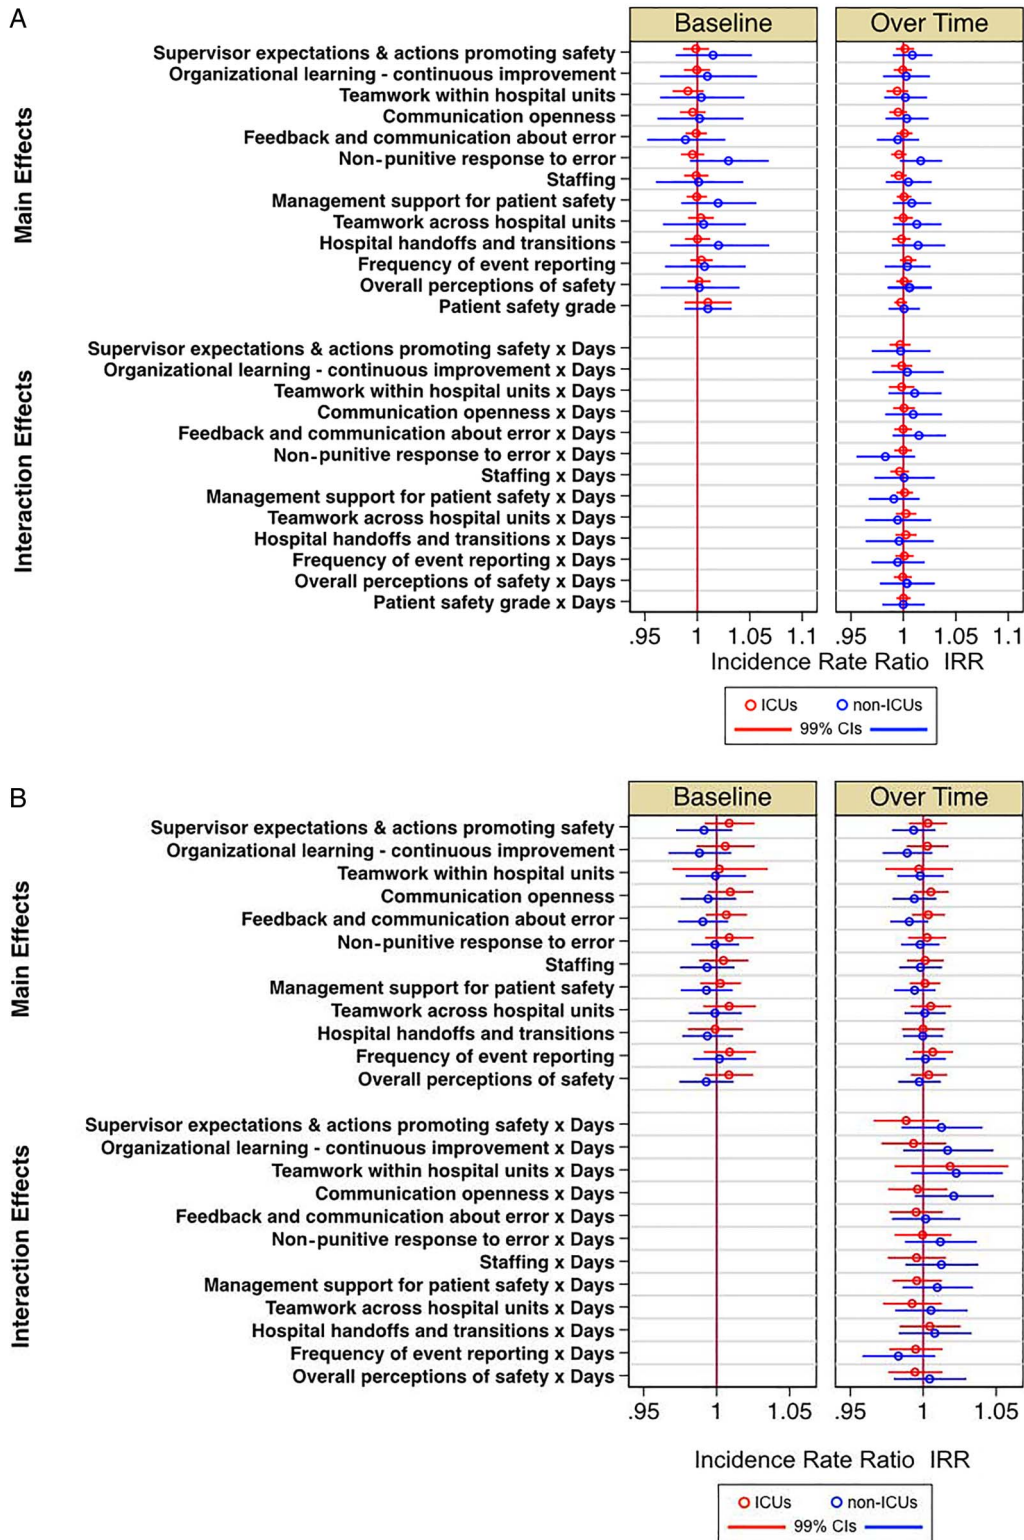 A
Baseline
Over Time
Main Effects
Supervisor expectations & actions promoting safety
Organizational learning - continuous improvement
Teamwork within hospital units
Communication openness
Feedback and communication about error
Non-punitive response to error
Staffing
Management support for patient safety
Teamwork across hospital units
Hospital handoffs and transitions
Frequency of event reporting
Overall perceptions of safety
Patient safety grade
Interaction Effects
Supervisor expectations & actions promoting safety x Days
Organizational learning - continuous improvement x Days
Teamwork within hospital units x Days
Communication openness x Days
Feedback and communication about error x Days
Non-punitive response to error x Days
Staffing x Days
Management support for patient safety x Days
Teamwork across hospital units x Days
Hospital handoffs and transitions x Days
Frequency of event reporting x Days
Overall perceptions of safety x Days
Patient safety grade x Days
.95 1 1.05 1.1 .95 1 1.05 1.1
Incidence Rate Ratio IRR
ICUs non-ICUs
99% CIs
B
Baseline
Over Time
Main Effects
Supervisor expectations & actions promoting safety
Organizational learning - continuous improvement
Teamwork within hospital units
Communication openness
Feedback and communication about error
Non-punitive response to error
Staffing
Management support for patient safety
Teamwork across hospital units
Hospital handoffs and transitions
Frequency of event reporting
Overall perceptions of safety
Interaction Effects
Supervisor expectations & actions promoting safety x Days
Organizational learning - continuous improvement x Days
Teamwork within hospital units x Days
Communication openness x Days
Feedback and communication about error x Days
Non-punitive response to error x Days
Staffing x Days
Management support for patient safety x Days
Teamwork across hospital units x Days
Hospital handoffs and transitions x Days
Frequency of event reporting x Days
Overall perceptions of safety x Days
.95 1 1.05 .95 1 1.05
Incidence Rate Ratio IRR
ICUs non-ICUs
99% CIs